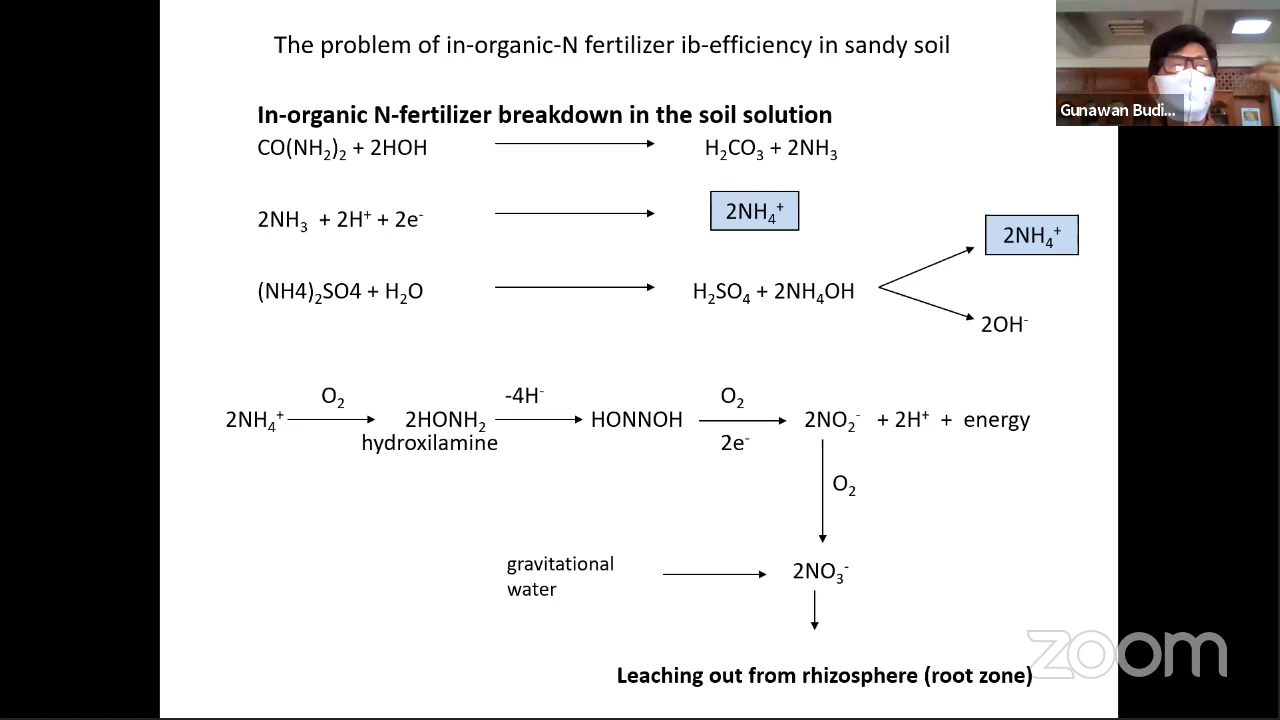 The problem of in-organic-N fertilizer ib-efficiency in sandy soil
Gunawan Budi...
In-organic N-fertilizer breakdown in the soil solution
CO(NH₂)₂ + 2HOH H₂CO₃ + 2NH₃
2NH₃ + 2H⁺ + 2e⁻ 2NH₄⁺
2NH₄⁺
(NH4)₂SO4 + H₂O H₂SO₄ + 2NH₄OH
2OH⁻
O₂ -4H⁻ O₂
2NH₄⁺ 2HONH₂ HONNOH 2NO₂⁻ + 2H⁺ + energy
hydroxilamine 2e⁻
O₂
gravitational
water
2NO₃⁻
zoom
Leaching out from rhizosphere (root zone)